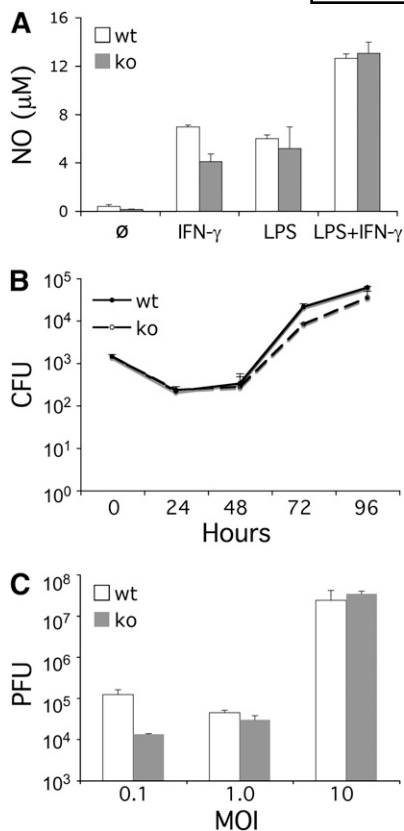 A
wt
ko
NO (μM)
16
12
8
4
0
ø IFN-γ LPS LPS+IFN-γ
B
wt
ko
CFU
10⁵
10⁴
10³
10²
10¹
10⁰
0 24 48 72 96
Hours
C
wt
ko
PFU
10⁸
10⁷
10⁶
10⁵
10⁴
10³
0.1 1.0 10
MOI